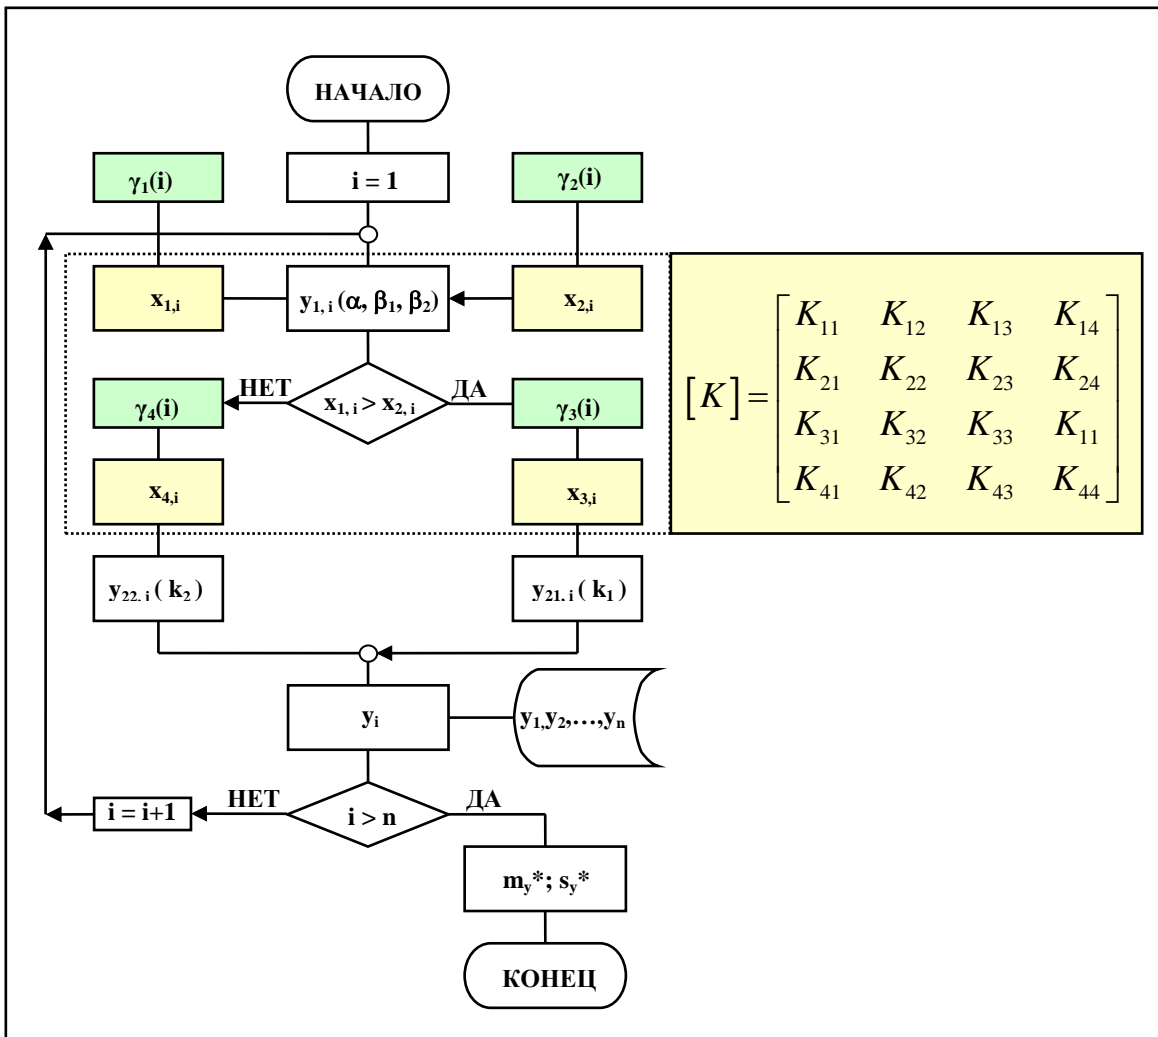 НАЧАЛО
γ₁(i)
i = 1
γ₂(i)
x₁,ᵢ
y₁, ᵢ (α, β₁, β₂)
x₂,ᵢ
НЕТ
ДА
γ₄(i)
x₁, ᵢ > x₂, ᵢ
γ₃(i)
x₄,ᵢ
x₃,ᵢ
[K] =
K₁₁ K₁₂ K₁₃ K₁₄
K₂₁ K₂₂ K₂₃ K₂₄
K₃₁ K₃₂ K₃₃ K₁₁
K₄₁ K₄₂ K₄₃ K₄₄
y₂₂, ᵢ ( k₂ )
y₂₁, ᵢ ( k₁ )
yᵢ
y₁,y₂,…,yₙ
НЕТ
ДА
i = i+1
i > n
m_y*; s_y*
КОНЕЦ